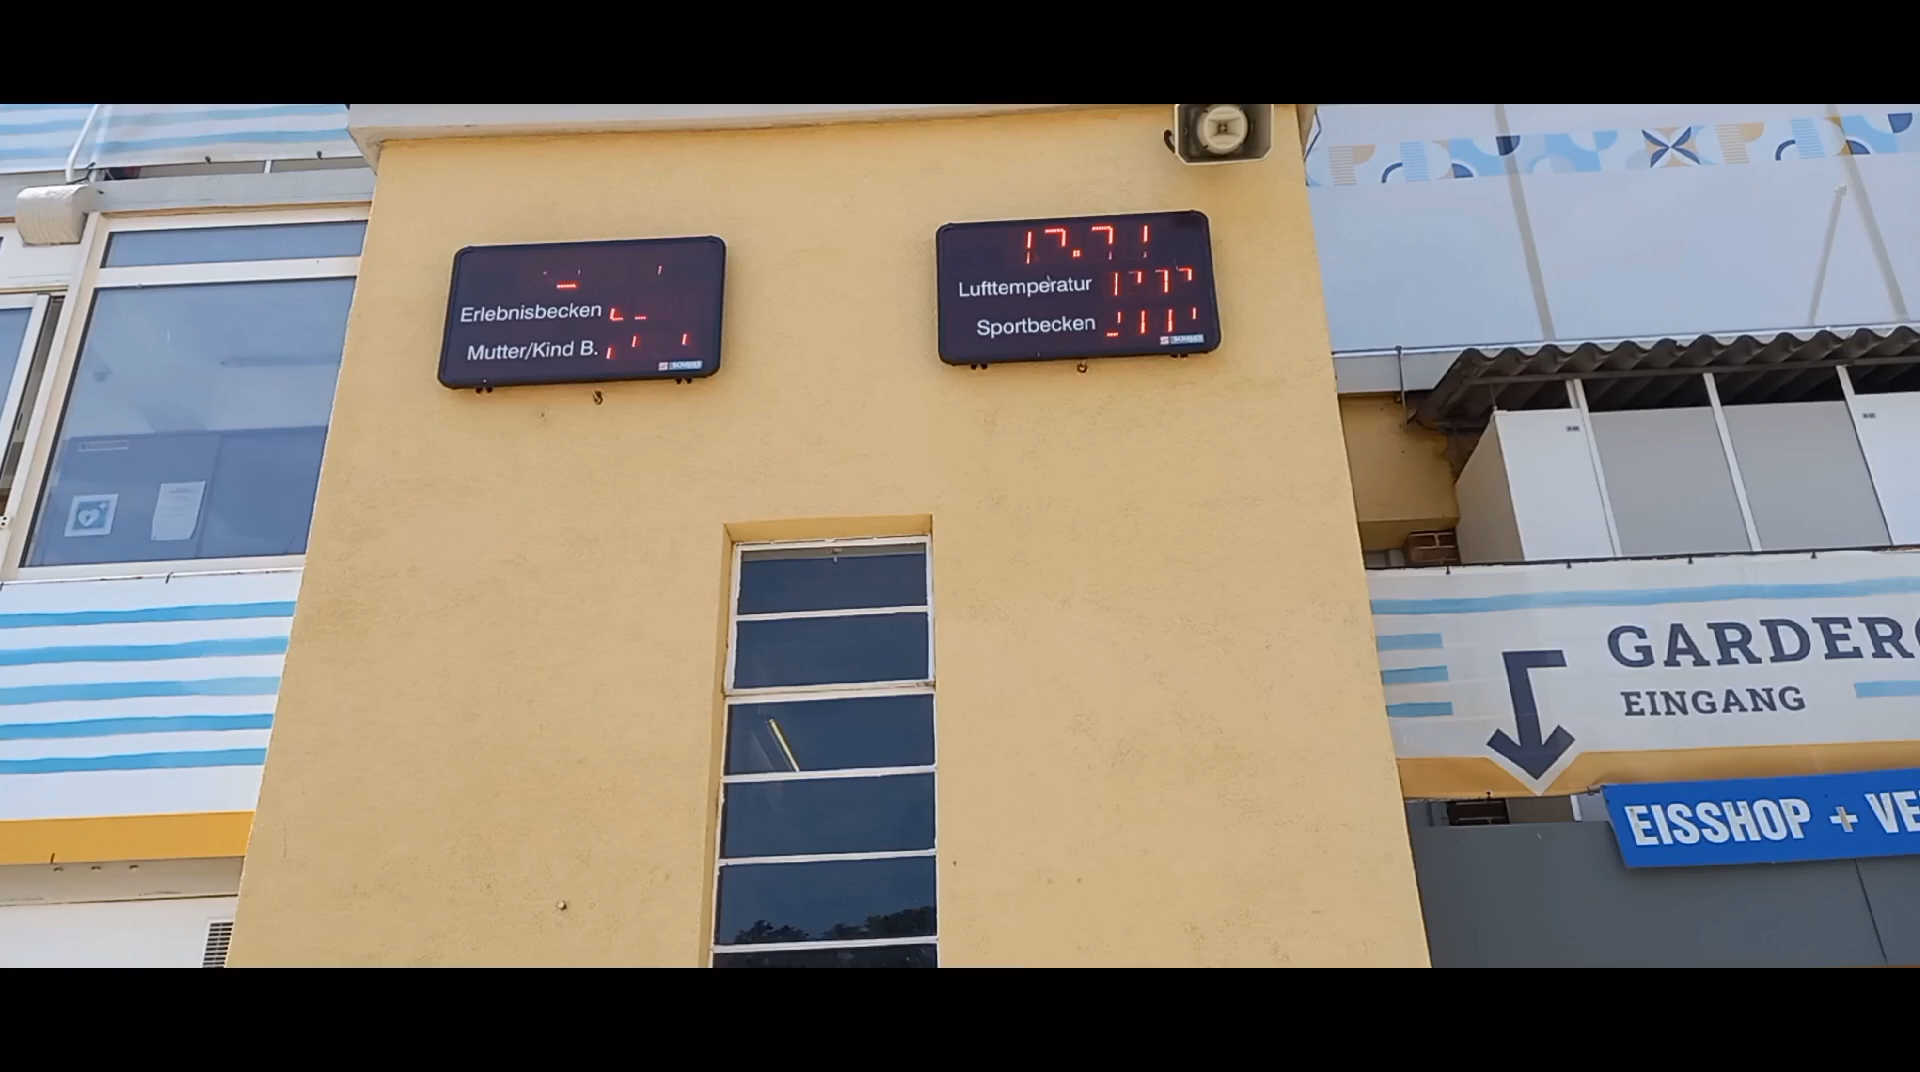 Erlebnisbecken
Mutter/Kind B.
Lufttemperatur
Sportbecken
GARDERO
EINGANG
EISSHOP + VE